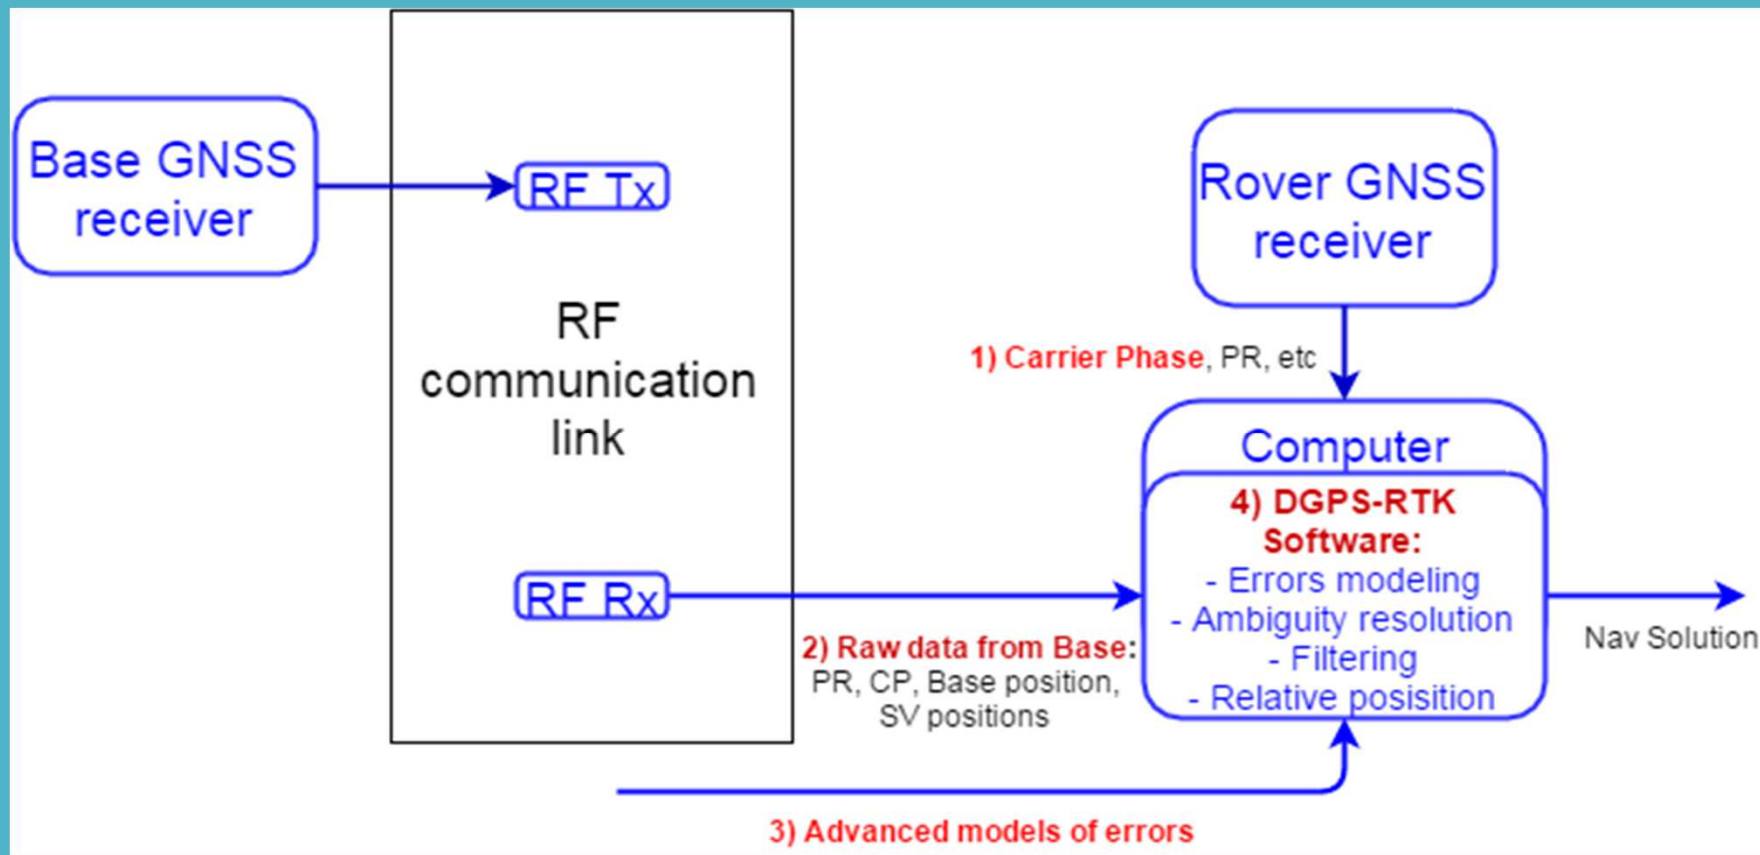 Base GNSS
receiver
RF Tx
RF
communication
link
RF Rx
Rover GNSS
receiver
1) Carrier Phase, PR, etc
Computer
4) DGPS-RTK
Software:
- Errors modeling
- Ambiguity resolution
- Filtering
- Relative posisition
2) Raw data from Base:
PR, CP, Base position,
SV positions
Nav Solution
3) Advanced models of errors